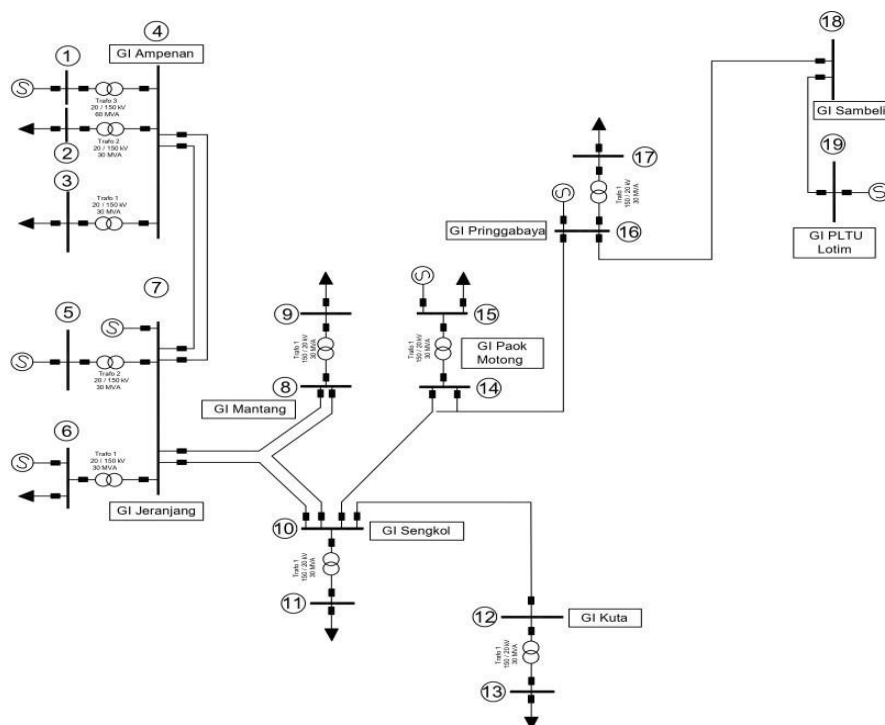 4
GI Ampenan
1
S
Trafo 3
20 / 150 kV
60 MVA
2
Trafo 2
20 / 150 kV
30 MVA
3
Trafo 1
20 / 150 kV
30 MVA
7
S
5
S
Trafo 2
20 / 150 kV
30 MVA
6
S
Trafo 1
20 / 150 kV
30 MVA
GI Jeranjang
9
Trafo 1
150 / 20 kV
30 MVA
8
GI Mantang
S
15
Trafo 1
150 / 20 kV
30 MVA
GI Paok
Motong
14
10
GI Sengkol
Trafo 1
150 / 20 kV
30 MVA
11
12
GI Kuta
Trafo 1
150 / 20 kV
30 MVA
13
17
Trafo 1
150 / 20 kV
30 MVA
S
GI Pringgabaya
16
18
GI Sambeli
19
S
GI PLTU
Lotim